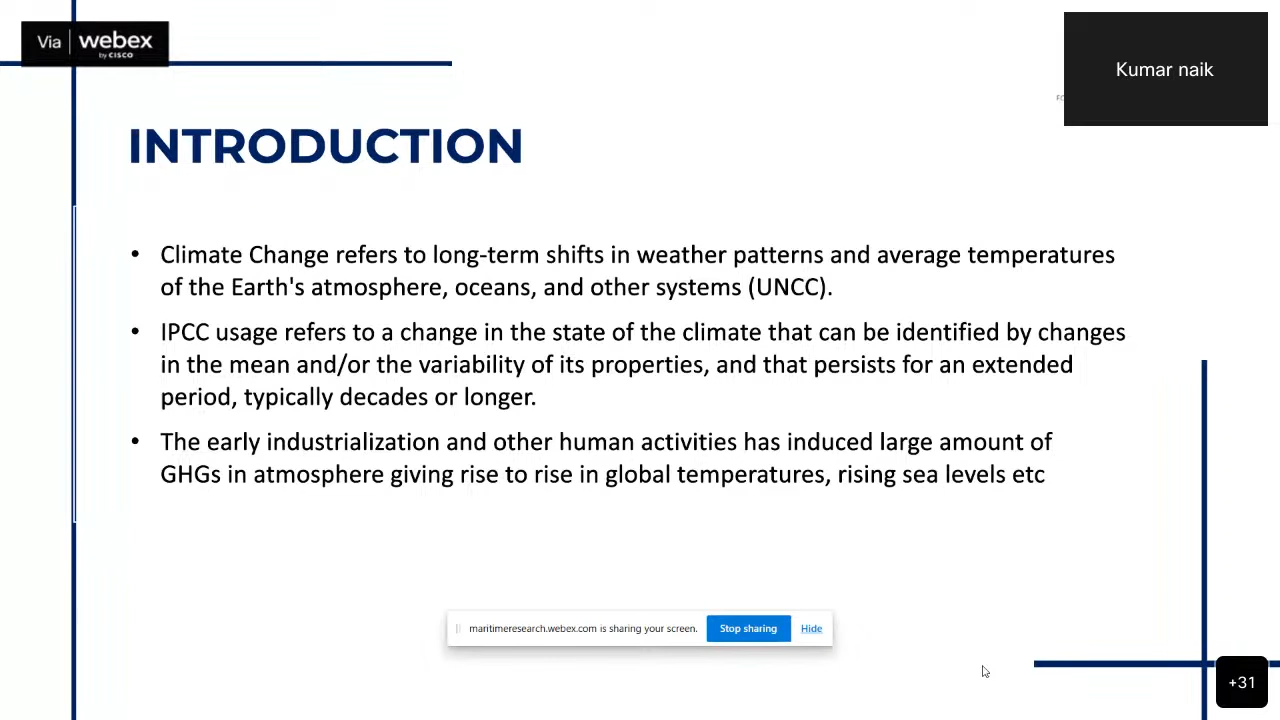 Via webex
by CISCO
Kumar naik
INTRODUCTION
• Climate Change refers to long-term shifts in weather patterns and average temperatures
of the Earth's atmosphere, oceans, and other systems (UNCC).
• IPCC usage refers to a change in the state of the climate that can be identified by changes
in the mean and/or the variability of its properties, and that persists for an extended
period, typically decades or longer.
• The early industrialization and other human activities has induced large amount of
GHGs in atmosphere giving rise to rise in global temperatures, rising sea levels etc
maritimeresearch.webex.com is sharing your screen. Stop sharing Hide
+31